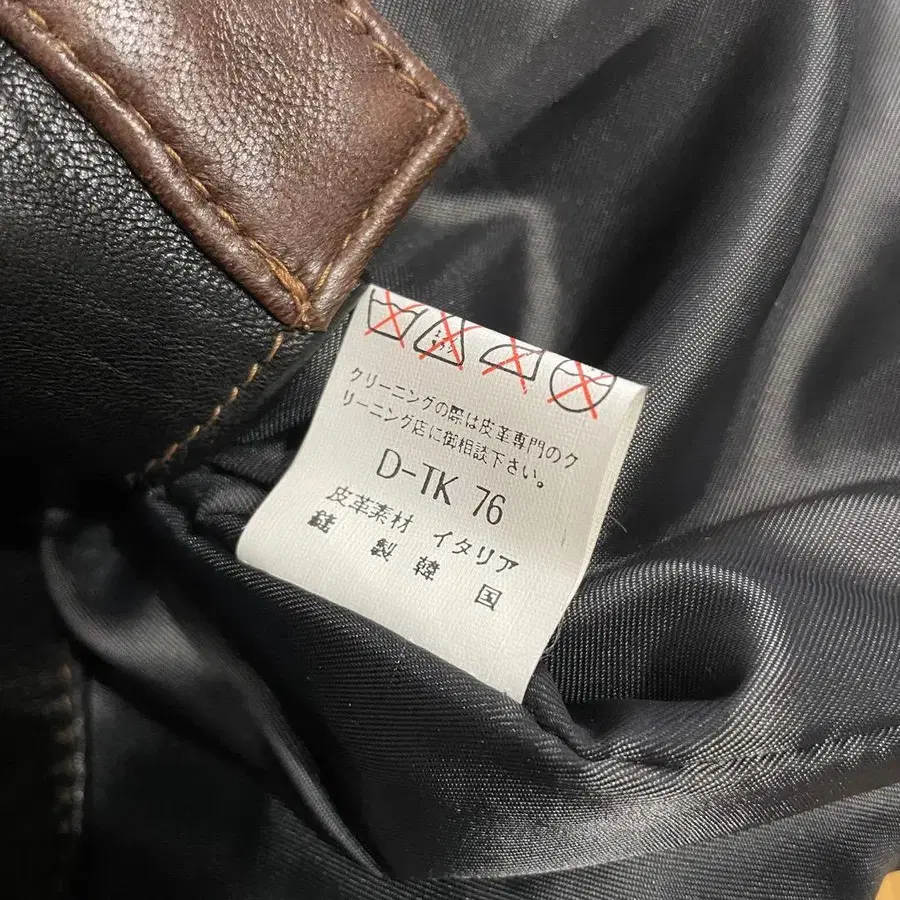 クリーニングの際は皮革専門のク
リーニング店に御相談下さい。
D-TK 76
皮革素材 イタリア
縫製 韓国